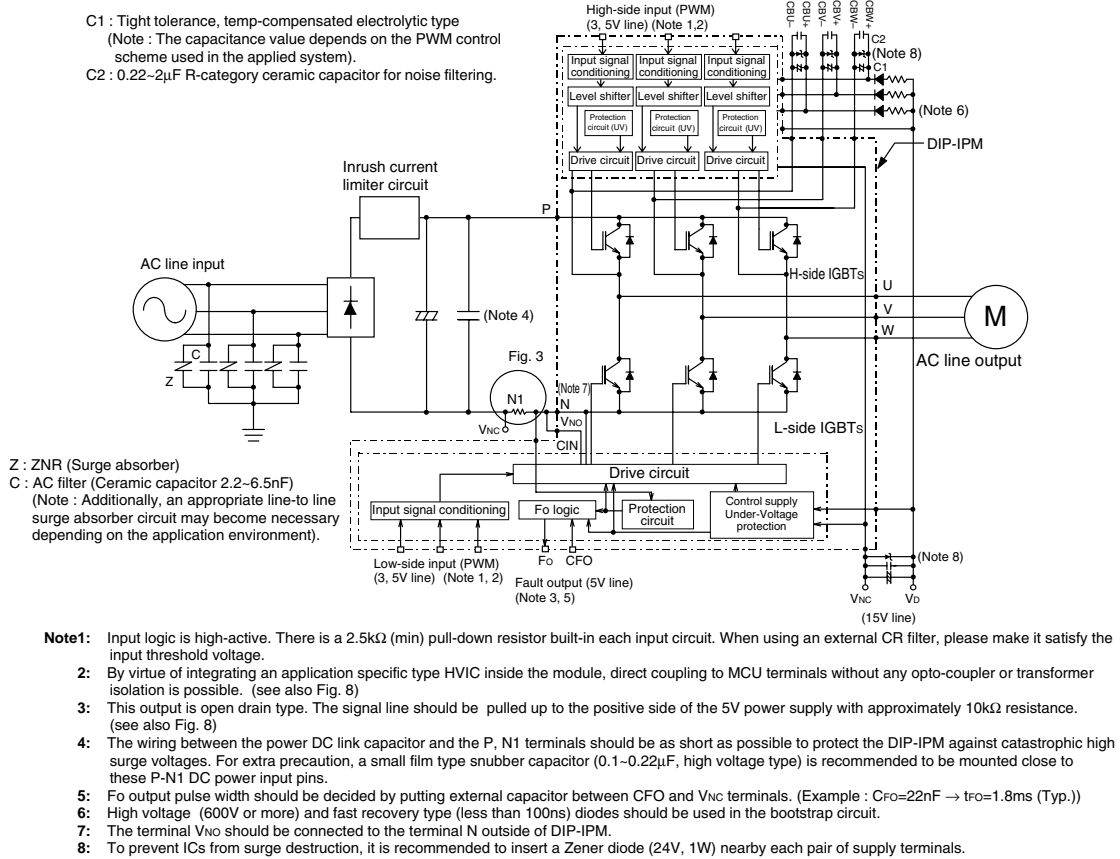 C1 : Tight tolerance, temp-compensated electrolytic type
(Note : The capacitance value depends on the PWM control
scheme used in the applied system).
C2 : 0.22~2μF R-category ceramic capacitor for noise filtering.
High-side input (PWM)
(3, 5V line) (Note 1,2)
CBU–
CBU+
CBV–
CBV+
CBW–
CBW+
C2
(Note 8)
C1
(Note 6)
DIP-IPM
Input signal
conditioning
Input signal
conditioning
Input signal
conditioning
Level shifter
Level shifter
Level shifter
Protection
circuit (UV)
Protection
circuit (UV)
Protection
circuit (UV)
Drive circuit
Drive circuit
Drive circuit
Inrush current
limiter circuit
P
AC line input
H-side IGBTS
U
V
W
M
AC line output
(Note 4)
C
Z
Fig. 3
N1
VNC
(Note 7)
N
VNO
CIN
L-side IGBTS
Z : ZNR (Surge absorber)
C : AC filter (Ceramic capacitor 2.2~6.5nF)
(Note : Additionally, an appropriate line-to line
surge absorber circuit may become necessary
depending on the application environment).
Drive circuit
Input signal conditioning
Fo logic
Protection
circuit
Control supply
Under-Voltage
protection
Low-side input (PWM)
(3, 5V line) (Note 1, 2)
FO
CFO
Fault output (5V line)
(Note 3, 5)
(Note 8)
VNC
VD
(15V line)
Note1: Input logic is high-active. There is a 2.5kΩ (min) pull-down resistor built-in each input circuit. When using an external CR filter, please make it satisfy the
input threshold voltage.
2: By virtue of integrating an application specific type HVIC inside the module, direct coupling to MCU terminals without any opto-coupler or transformer
isolation is possible. (see also Fig. 8)
3: This output is open drain type. The signal line should be pulled up to the positive side of the 5V power supply with approximately 10kΩ resistance.
(see also Fig. 8)
4: The wiring between the power DC link capacitor and the P, N1 terminals should be as short as possible to protect the DIP-IPM against catastrophic high
surge voltages. For extra precaution, a small film type snubber capacitor (0.1~0.22μF, high voltage type) is recommended to be mounted close to
these P-N1 DC power input pins.
5: Fo output pulse width should be decided by putting external capacitor between CFO and VNC terminals. (Example : CFO=22nF → tFO=1.8ms (Typ.))
6: High voltage (600V or more) and fast recovery type (less than 100ns) diodes should be used in the bootstrap circuit.
7: The terminal VNO should be connected to the terminal N outside of DIP-IPM.
8: To prevent ICs from surge destruction, it is recommended to insert a Zener diode (24V, 1W) nearby each pair of supply terminals.